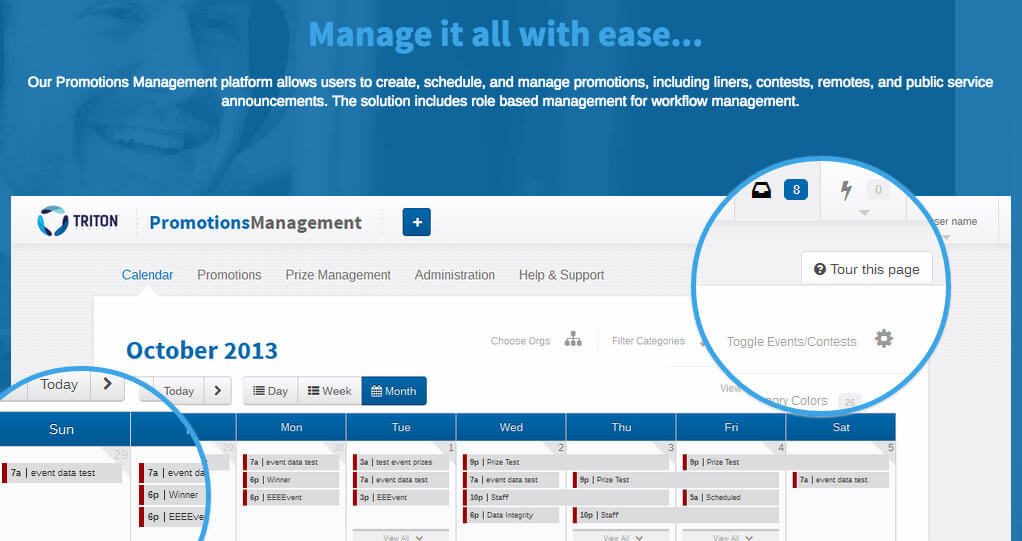 Manage it all with ease...
Our Promotions Management platform allows users to create, schedule, and manage promotions, including liners, contests, remotes, and public service
announcements. The solution includes role based management for workflow management.
8 0
TRITON PromotionsManagement + ser name
Tour this page
Calendar Promotions Prize Management Administration Help & Support
October 2013
Choose Orgs Filter Categories Toggle Events/Contests
Today Today Day Week Month
View Colors 26
Sun Mon Tue Wed Thu Fri Sat
29 29 30 1 2 3 4 5
7a | event data test
7a | event da
6p | Winner
6p | EEEEve
7a | event data test
6p | Winner
6p | EEEEvent
3a | test event prizes
7a | event data test
3p | EEEvent
View All
9p | Prize Test
7a | event data test
10p | Staff
6p | Data Integrity
9p | Prize Test
10p | Staff
View All
9p | Prize Test
5a | Scheduled
View All
7a | event data test